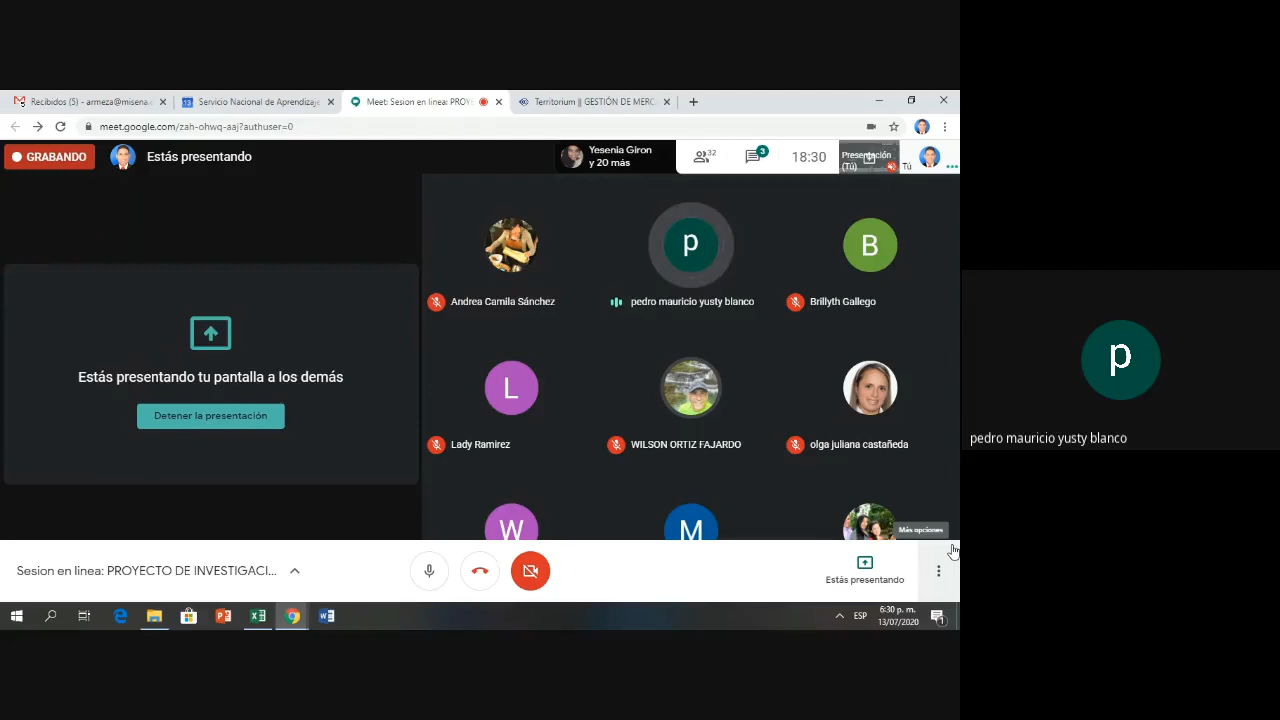 Recibidos (5) - armeza@misena.e
Servicio Nacional de Aprendizaje
Meet: Sesion en linea: PROY
Territorium || GESTIÓN DE MERC
meet.google.com/zah-ohwq-aaj?authuser=0
GRABANDO
Estás presentando
Yesenia Giron
y 20 más
32
3
18:30
Presentación
(Tú)
Tú
Estás presentando tu pantalla a los demás
Detener la presentación
Andrea Camila Sánchez
p
pedro mauricio yusty blanco
B
Brillyth Gallego
L
Lady Ramirez
WILSON ORTIZ FAJARDO
olga juliana castañeda
W
M
Más opciones
Sesion en linea: PROYECTO DE INVESTIGACI...
Estás presentando
ESP
6:30 p. m.
13/07/2020
1
p
pedro mauricio yusty blanco